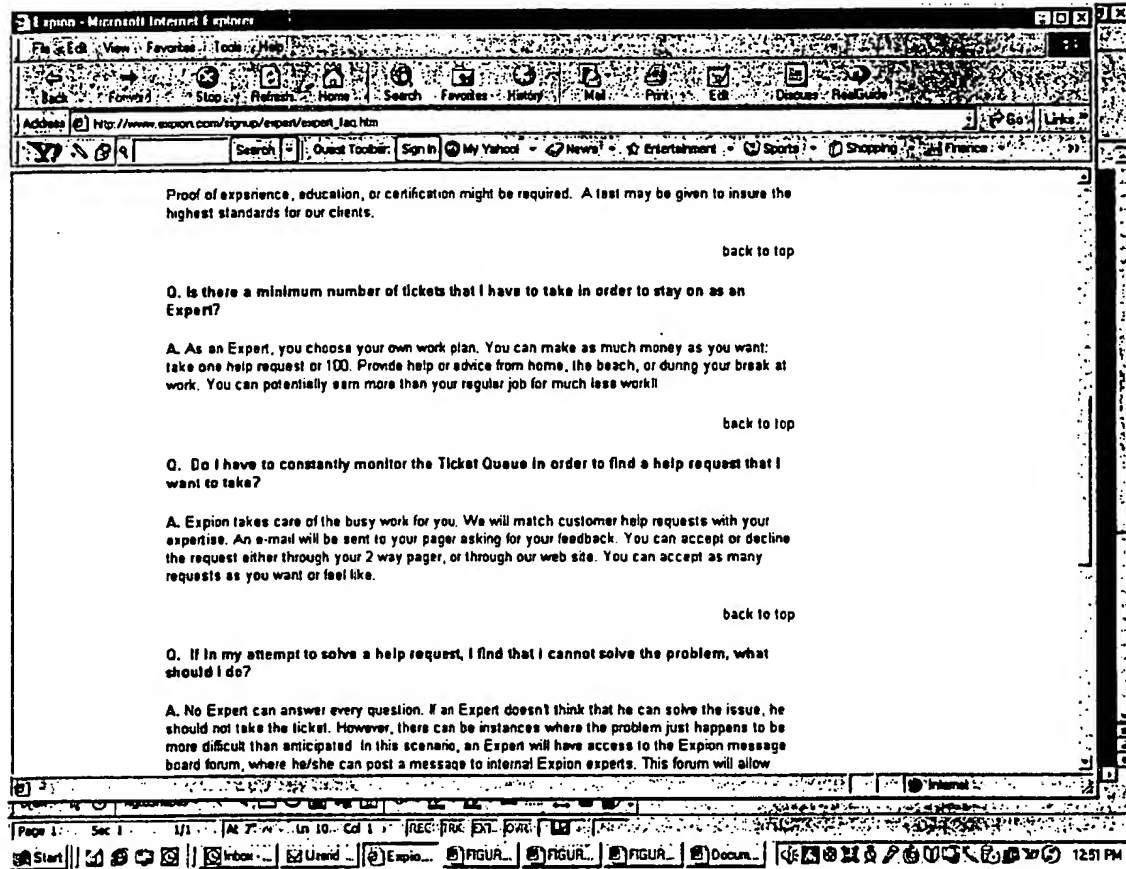 Expion - Microsoft Internet Explorer
File Edit View Favorites Tools Help
Back Forward Stop Refresh Home Search Favorites History Mail Print Edit Discuss RealGuide
Address http://www.expion.com/signup/expert/expert_faq.htm Go Links »
Y? Search Guest Toolbar: Sign In My Yahoo News Entertainment Sports Shopping Finance »
Proof of experience, education, or certification might be required. A test may be given to insure the
highest standards for our clients.
back to top
Q. Is there a minimum number of tickets that I have to take in order to stay on as an
Expert?
A. As an Expert, you choose your own work plan. You can make as much money as you want:
take one help request or 100. Provide help or advice from home, the beach, or during your break at
work. You can potentially earn more than your regular job for much less work!!
back to top
Q. Do I have to constantly monitor the Ticket Queue in order to find a help request that I
want to take?
A. Expion takes care of the busy work for you. We will match customer help requests with your
expertise. An e-mail will be sent to your pager asking for your feedback. You can accept or decline
the request either through your 2 way pager, or through our web site. You can accept as many
requests as you want or feel like.
back to top
Q. If in my attempt to solve a help request, I find that I cannot solve the problem, what
should I do?
A. No Expert can answer every question. If an Expert doesn't think that he can solve the issue, he
should not take the ticket. However, there can be instances where the problem just happens to be
more difficult than anticipated. In this scenario, an Expert will have access to the Expion message
board forum, where he/she can post a message to internal Expion experts. This forum will allow
Internet
Page 1 Sec 1 1/1 At Ln 10 Col 1 REC TRK EXT OVR
Start Inbox -... Expio... FIGUR... FIGUR... FIGUR... Docum... 12:51 PM